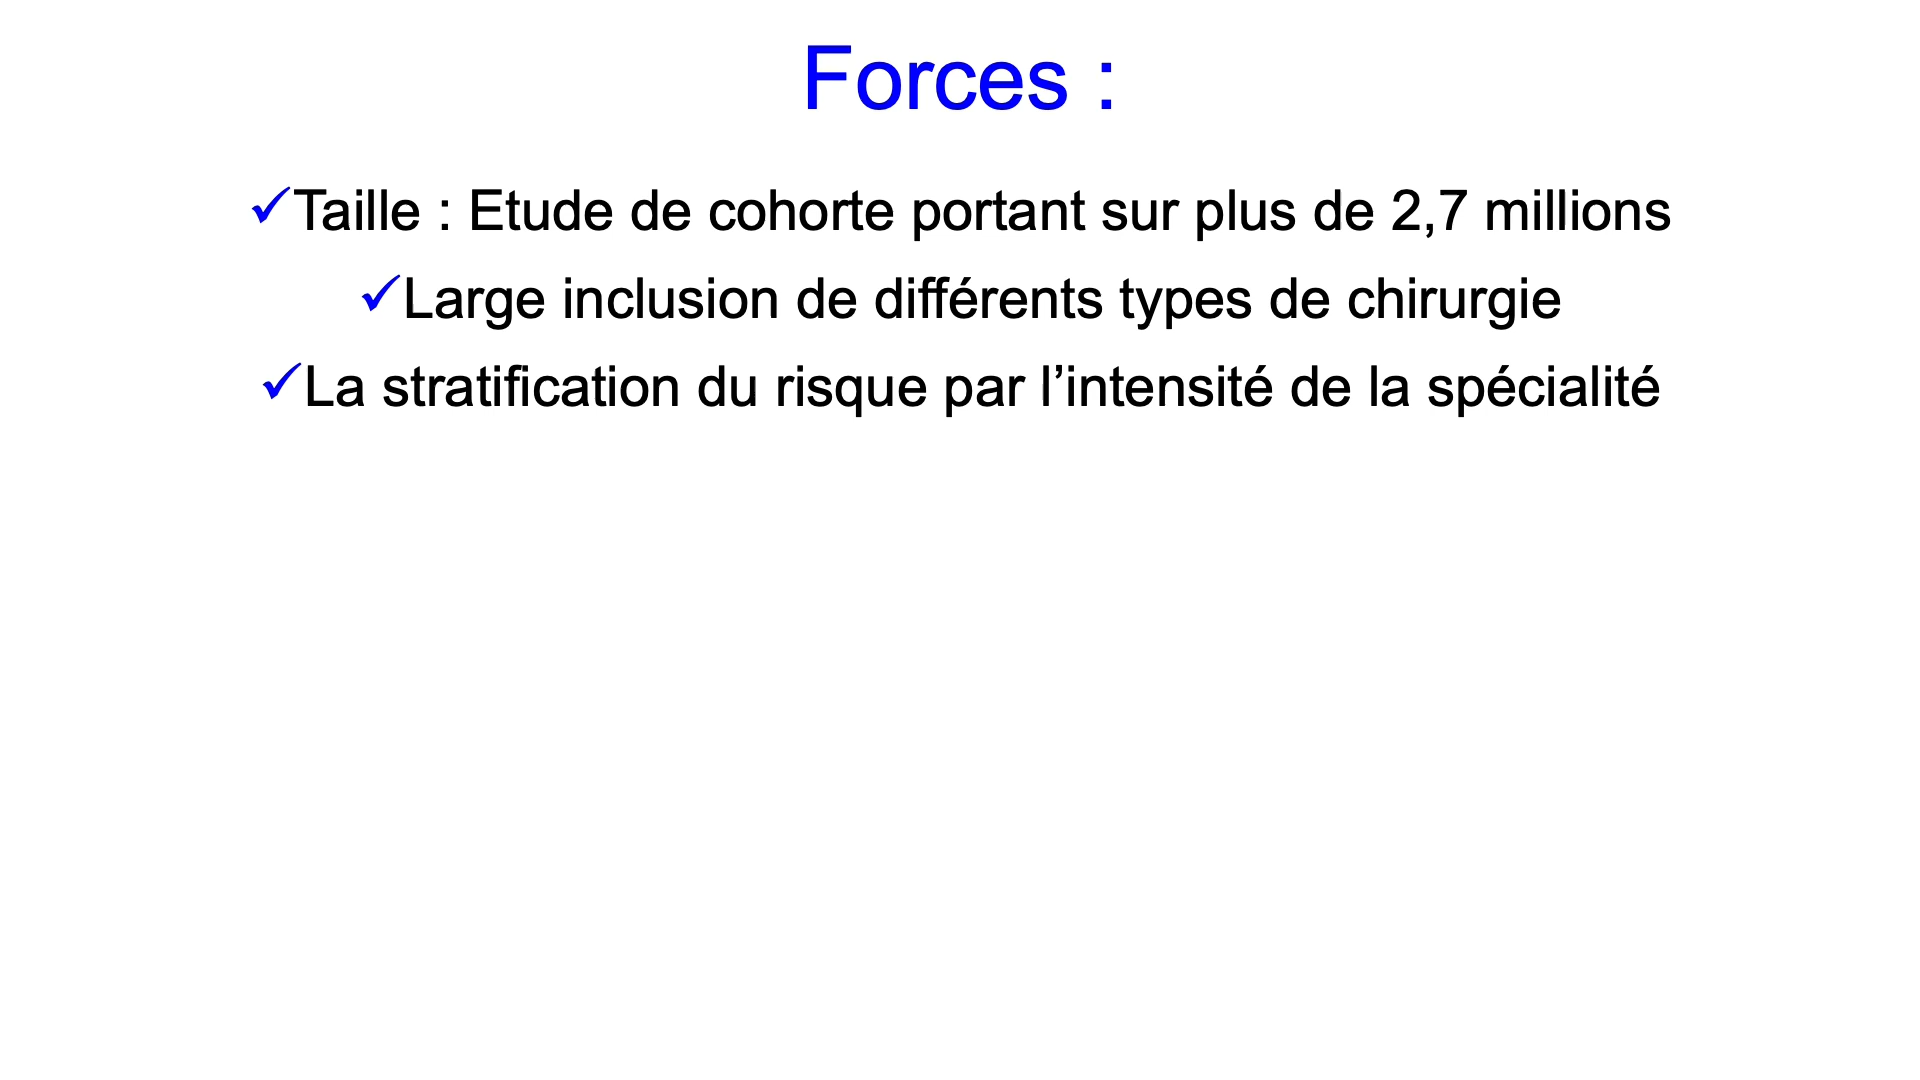 Forces :
✓Taille : Etude de cohorte portant sur plus de 2,7 millions
✓Large inclusion de différents types de chirurgie
✓La stratification du risque par l’intensité de la spécialité